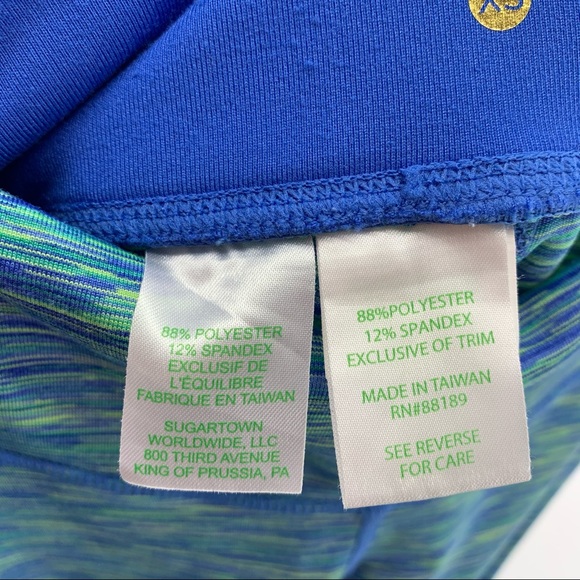 XS
88% POLYESTER
12% SPANDEX
EXCLUSIF DE
L'ÉQUILIBRE
FABRIQUE EN TAIWAN
SUGARTOWN
WORLDWIDE, LLC
800 THIRD AVENUE
KING OF PRUSSIA, PA
88%POLYESTER
12% SPANDEX
EXCLUSIVE OF TRIM
MADE IN TAIWAN
RN#88189
SEE REVERSE
FOR CARE